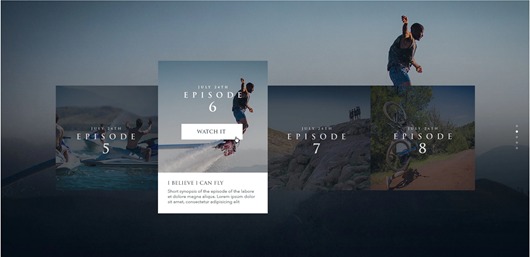 JULY 24TH
EPISODE
5
JULY 24TH
EPISODE
6
WATCH IT
I BELIEVE I CAN FLY
Short synopsis of the episode of the labore
et dolore magna aliqua. Lorem ipsum dolor
sit amet, consectetur adipiscing elit
JULY 24TH
EPISODE
7
JULY 24TH
EPISODE
8